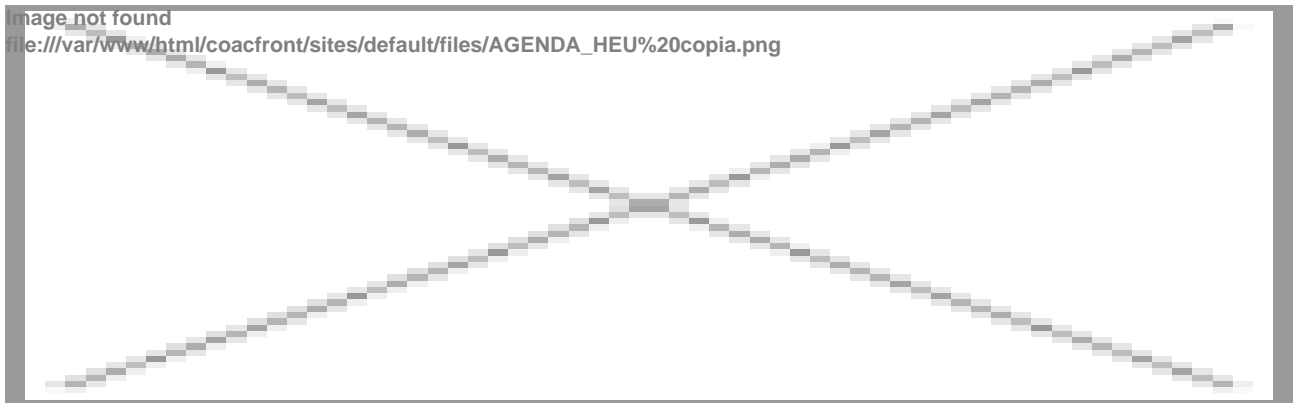 Image not found
file:///var/www/html/coacfront/sites/default/files/AGENDA_HEU%20copia.png